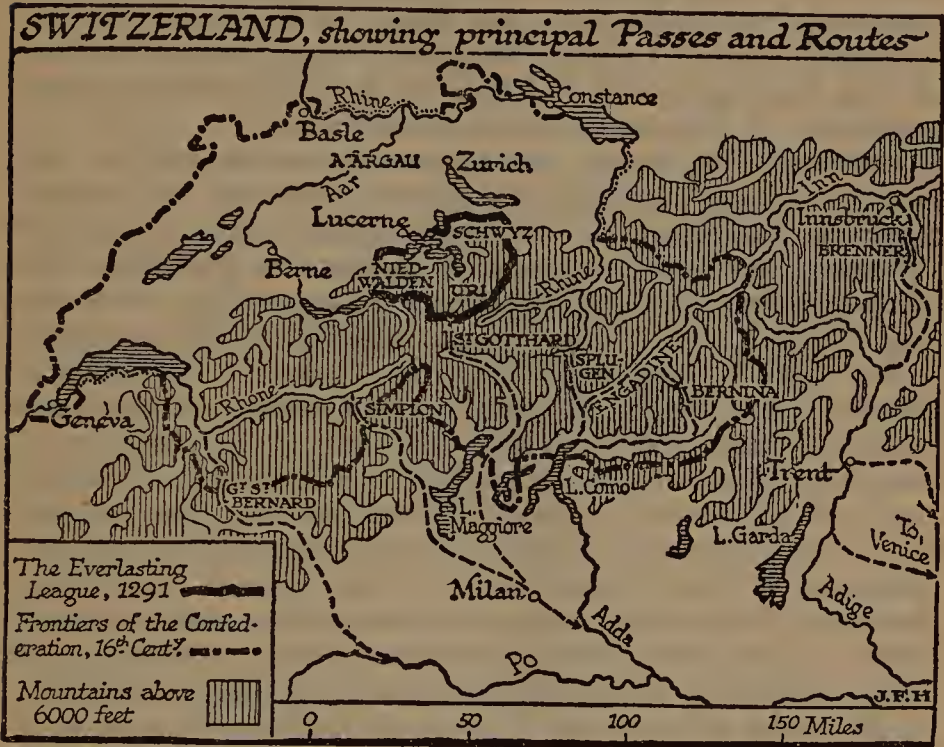 SWITZERLAND, showing principal Passes and Routes
Rhine
Constance
Basle
AARGAU
Zurich
Aar
Inn
Lucerne
SCHWYZ
Innsbruck
BRENNER
Berne
NIED-
WALDEN
URI
Rhine
ST GOTTHARD
SPLU-
GEN
ENGADINE
BERNINA
Rhone
SIMPLON
Geneva
Trent
GT ST
BERNARD
L.
Maggiore
L. Como
L. Garda
To
Venice
Milan
Adda
Adige
Po
The Everlasting
League, 1291
Frontiers of the Confed-
eration, 16th Centy.
Mountains above
6000 feet
J.F.H
0 50 100 150 Miles